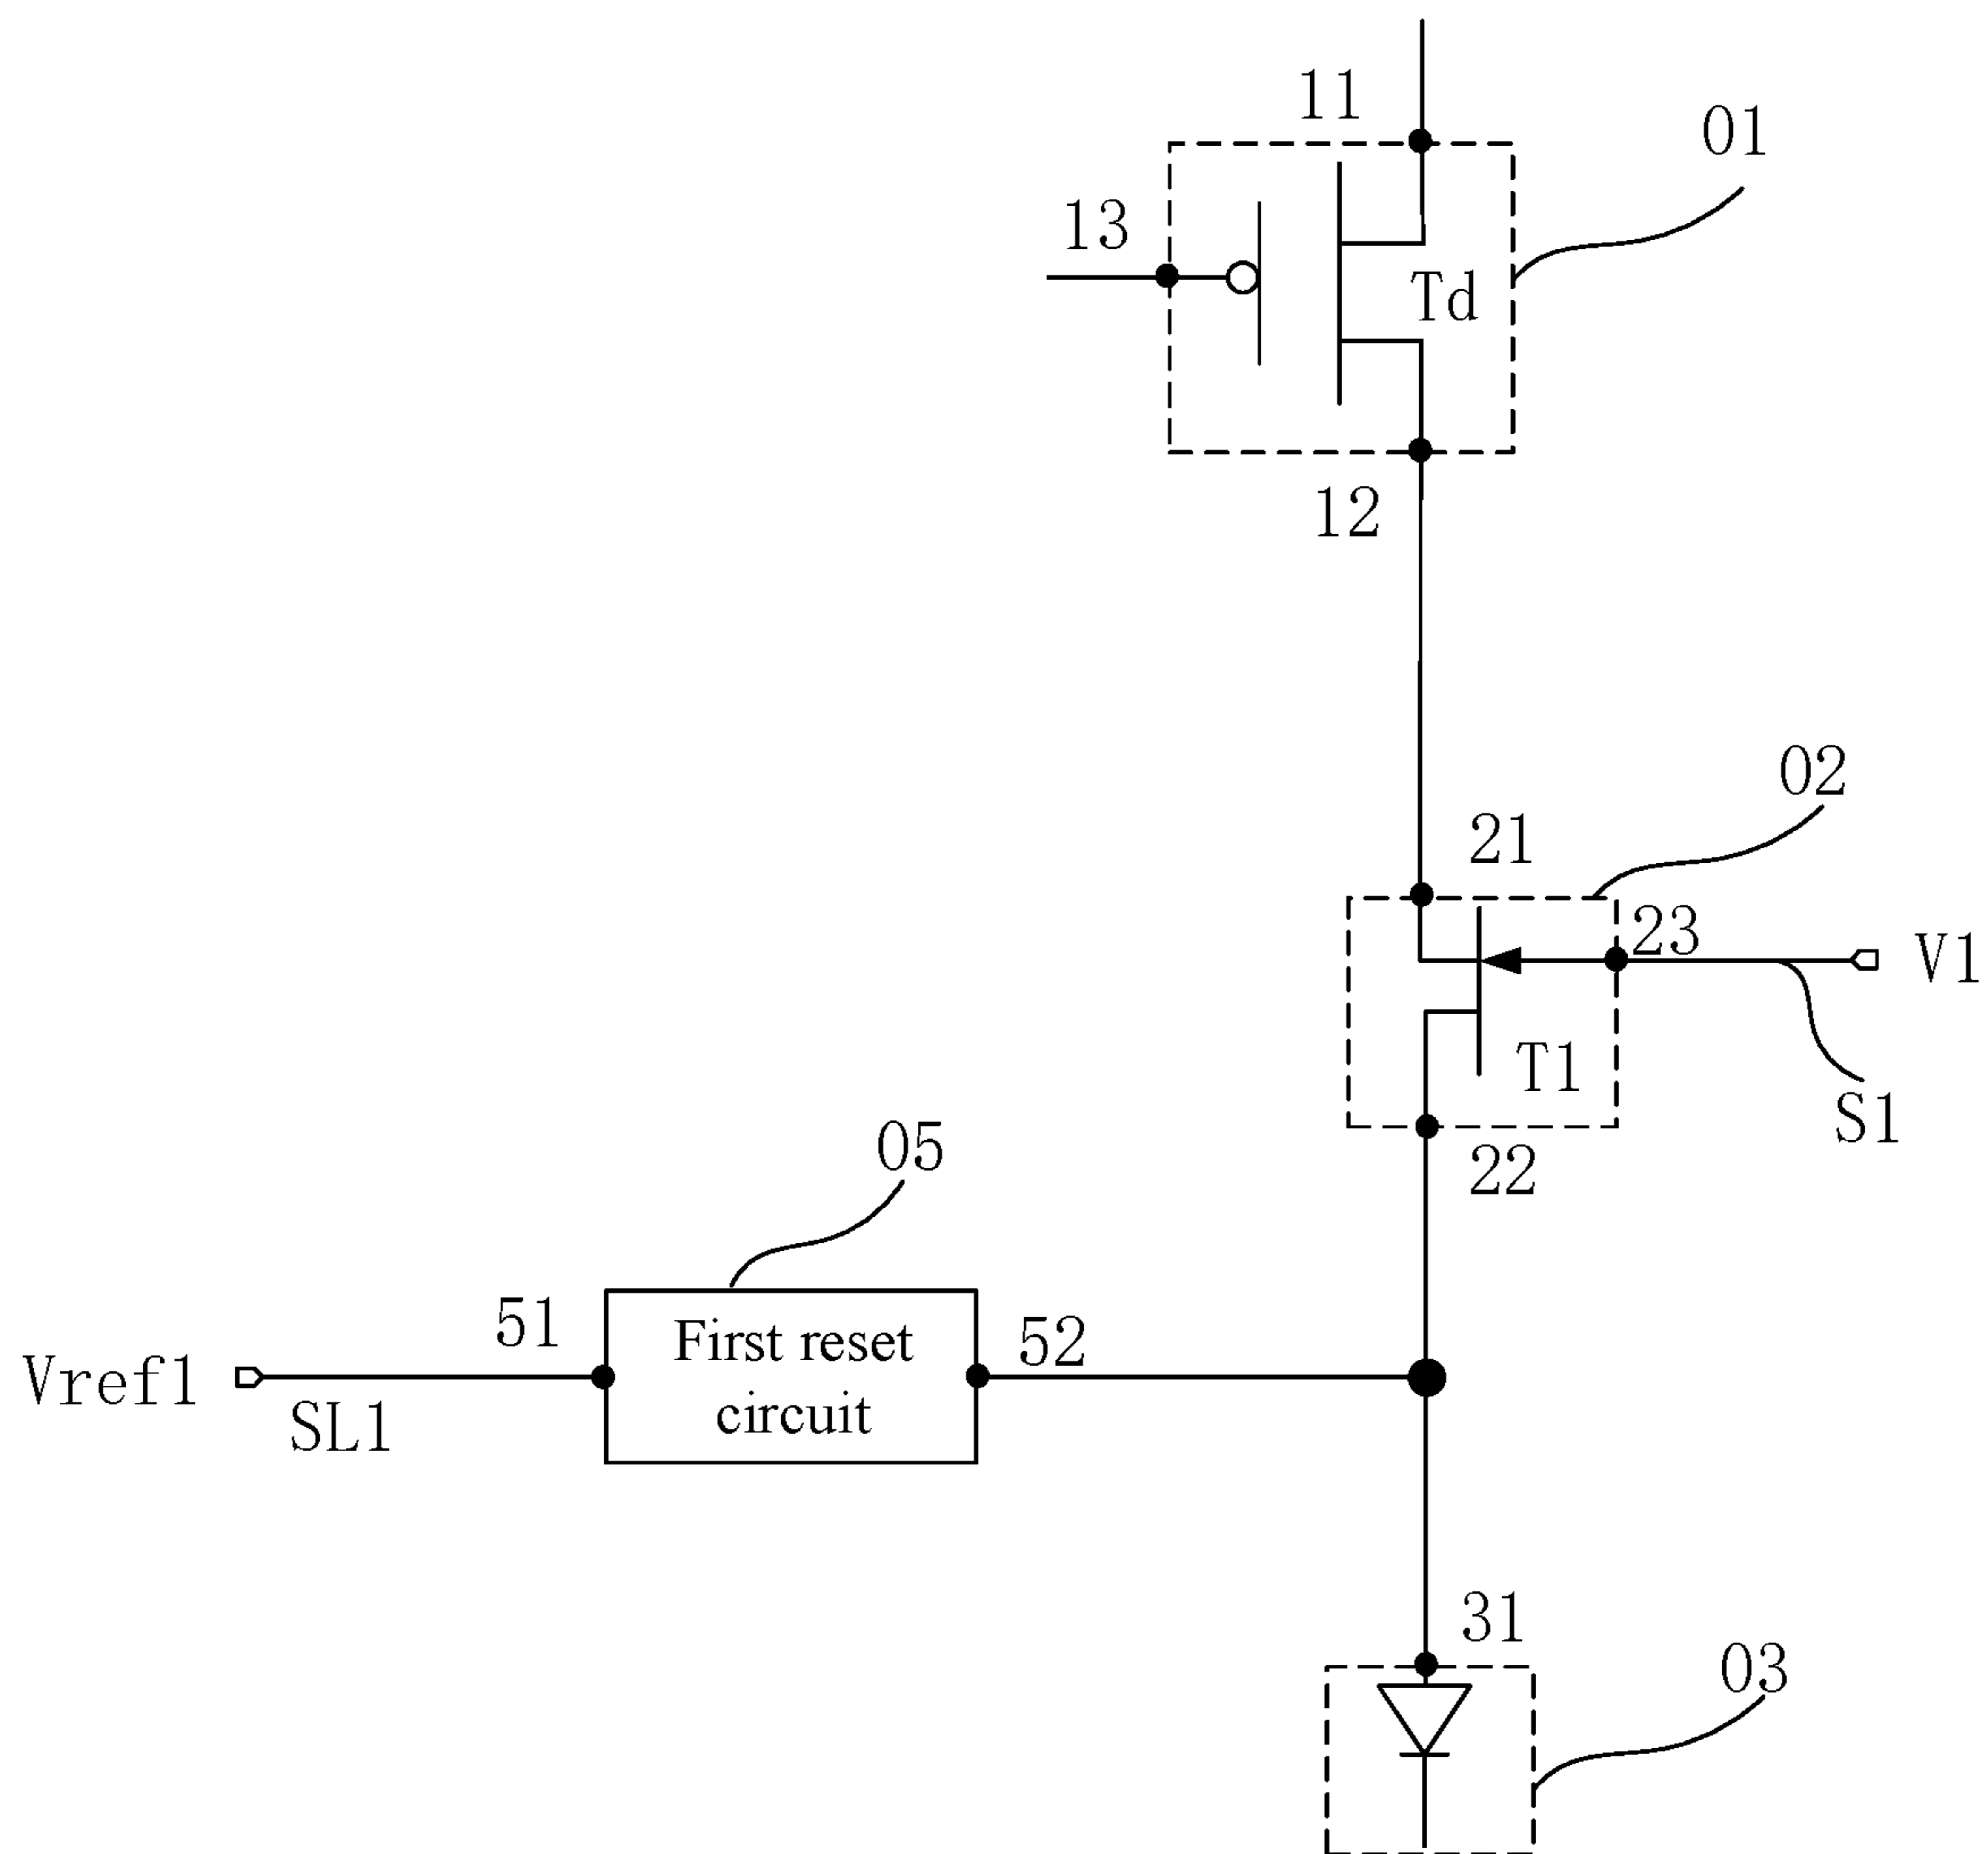 11
01
13
Td
12
02
21
23
V1
T1
S1
05
22
51
First reset
circuit
52
Vref1
SL1
31
03